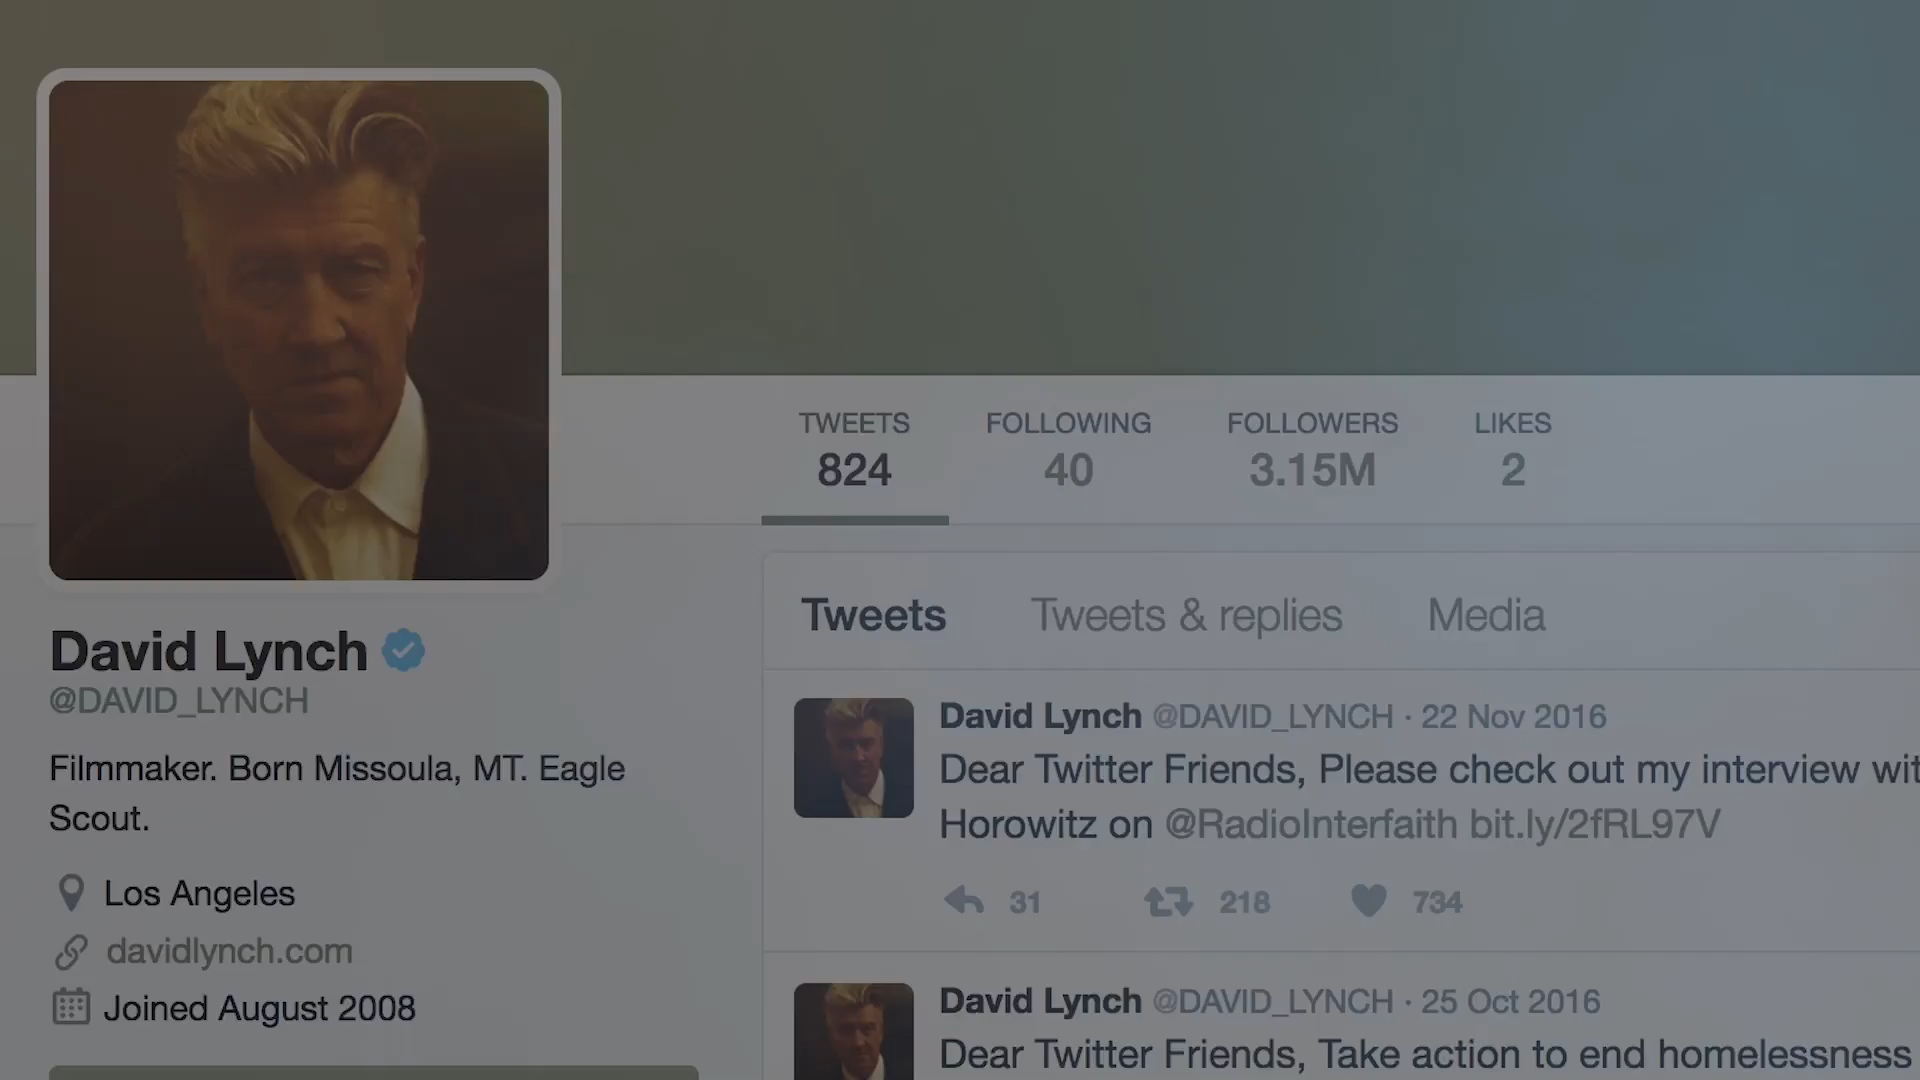 TWEETS FOLLOWING FOLLOWERS LIKES
824 40 3.15M 2
David Lynch
@DAVID_LYNCH
Filmmaker. Born Missoula, MT. Eagle
Scout.
Los Angeles
davidlynch.com
Joined August 2008
Tweets Tweets & replies Media
David Lynch @DAVID_LYNCH · 22 Nov 2016
Dear Twitter Friends, Please check out my interview wit
Horowitz on @RadioInterfaith bit.ly/2fRL97V
31 218 734
David Lynch @DAVID_LYNCH · 25 Oct 2016
Dear Twitter Friends, Take action to end homelessness